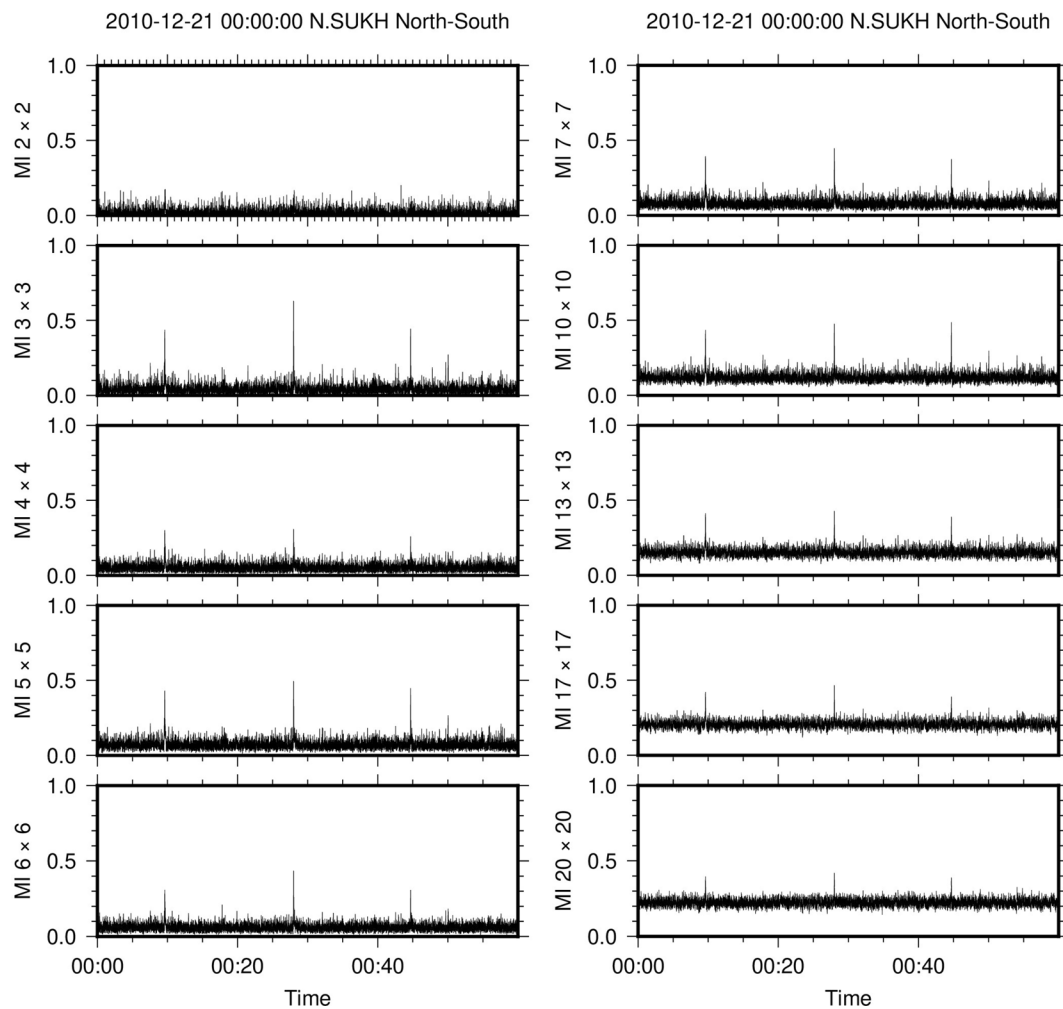 2010-12-21 00:00:00 N.SUKH North-South
1.0
0.5
0.0
MI 2 × 2
1.0
0.5
0.0
MI 3 × 3
1.0
0.5
0.0
MI 4 × 4
1.0
0.5
0.0
MI 5 × 5
1.0
0.5
0.0
MI 6 × 6
00:00 00:20 00:40
Time
2010-12-21 00:00:00 N.SUKH North-South
1.0
0.5
0.0
MI 7 × 7
1.0
0.5
0.0
MI 10 × 10
1.0
0.5
0.0
MI 13 × 13
1.0
0.5
0.0
MI 17 × 17
1.0
0.5
0.0
MI 20 × 20
00:00 00:20 00:40
Time